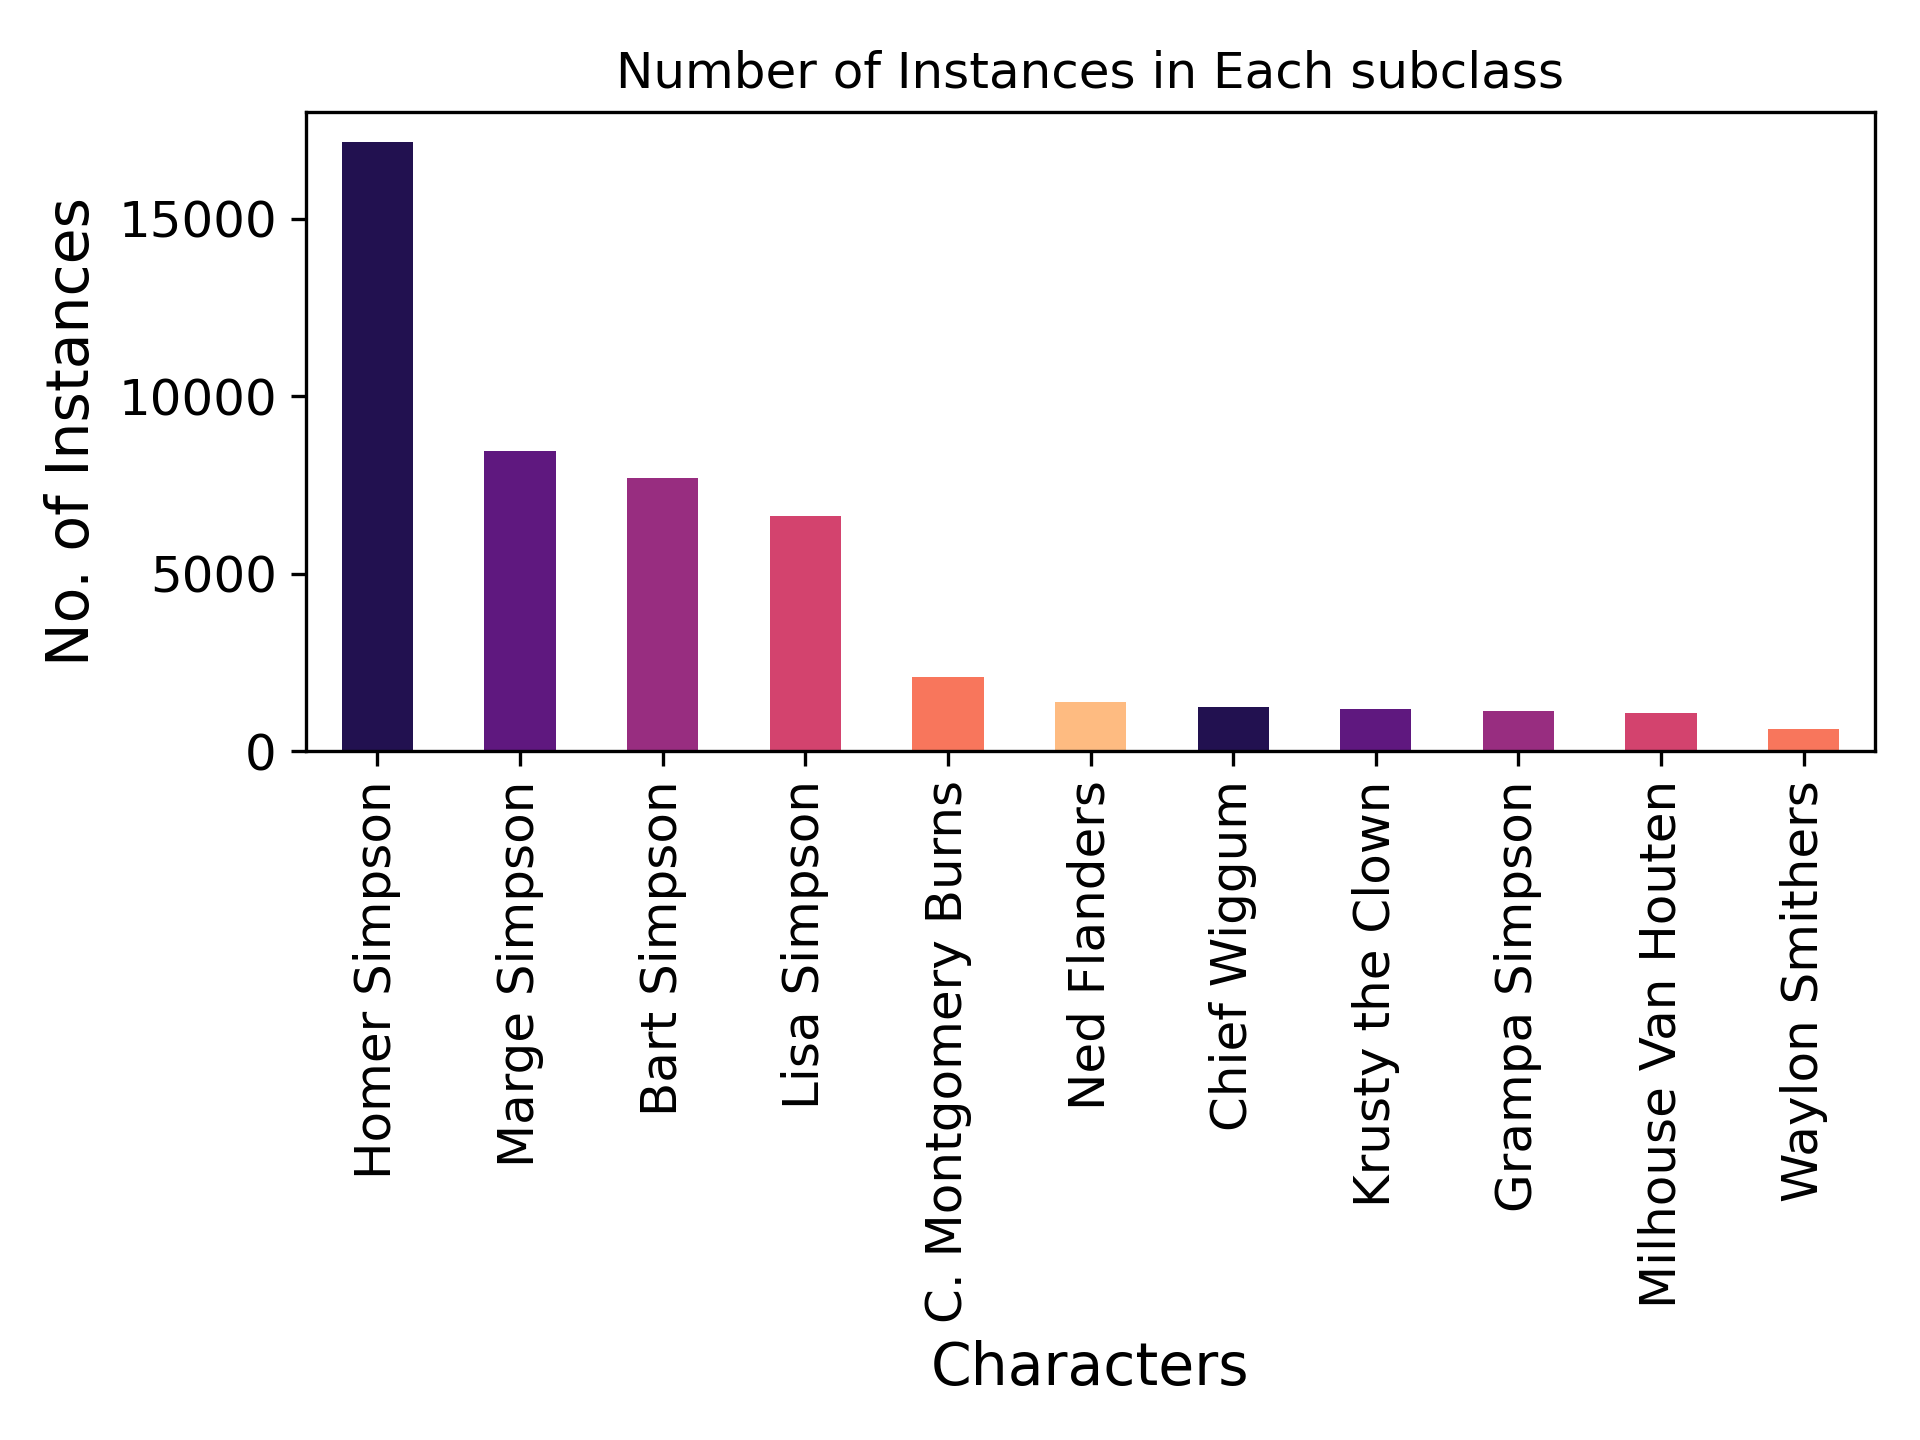 Number of Instances in Each subclass
No. of Instances
15000
10000
5000
0
Homer Simpson
Marge Simpson
Bart Simpson
Lisa Simpson
C. Montgomery Burns
Ned Flanders
Chief Wiggum
Krusty the Clown
Grampa Simpson
Milhouse Van Houten
Waylon Smithers
Characters